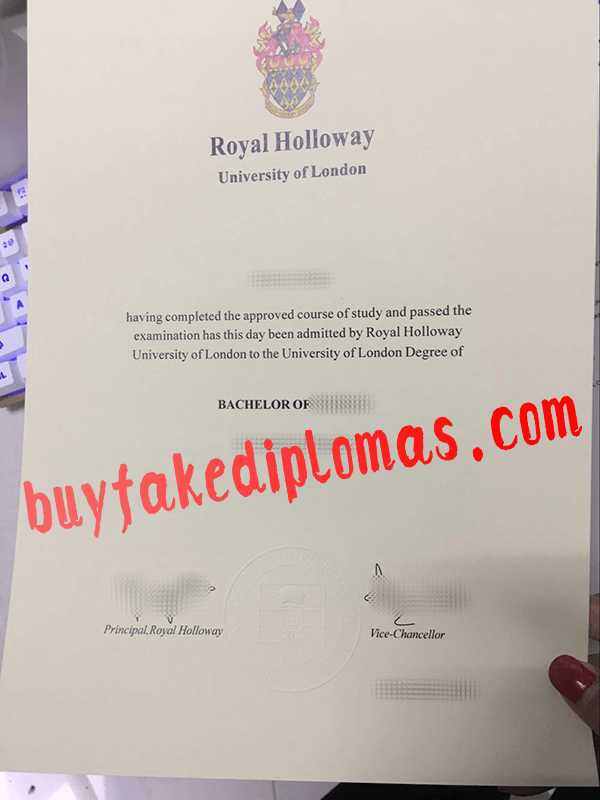 Royal Holloway
University of London
having completed the approved course of study and passed the
examination has this day been admitted by Royal Holloway
University of London to the University of London Degree of
BACHELOR OF
buyfakediplomas.com
Principal,Royal Holloway
Vice-Chancellor